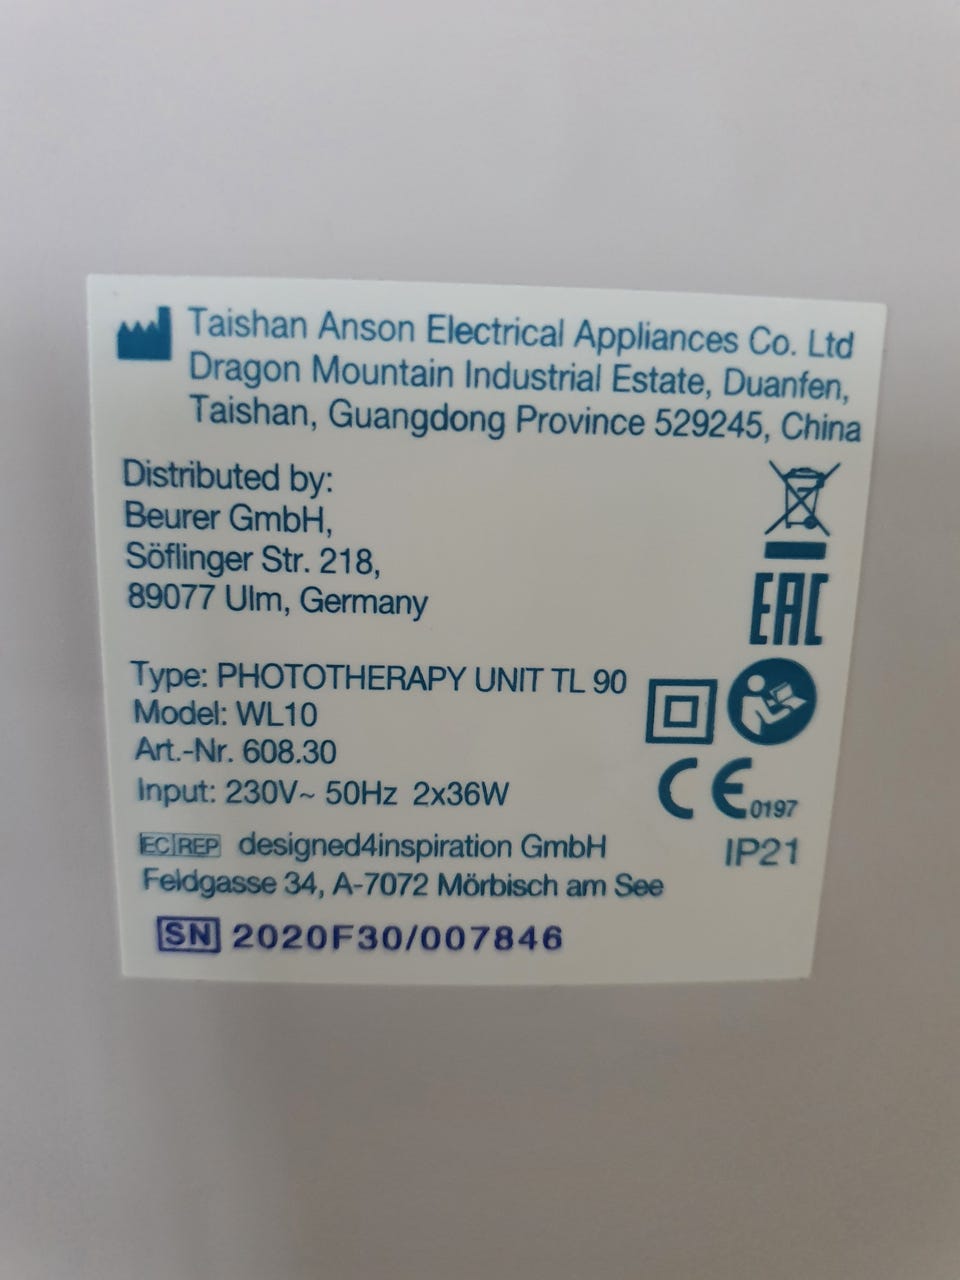 Taishan Anson Electrical Appliances Co. Ltd
Dragon Mountain Industrial Estate, Duanfen,
Taishan, Guangdong Province 529245, China
Distributed by:
Beurer GmbH,
Söflinger Str. 218,
89077 Ulm, Germany
EAC
Type: PHOTOTHERAPY UNIT TL 90
Model: WL10
Art.-Nr. 608.30
Input: 230V~ 50Hz 2x36W
CE 0197
EC REP designed4inspiration GmbH
IP21
Feldgasse 34, A-7072 Mörbisch am See
SN 2020F30/007846